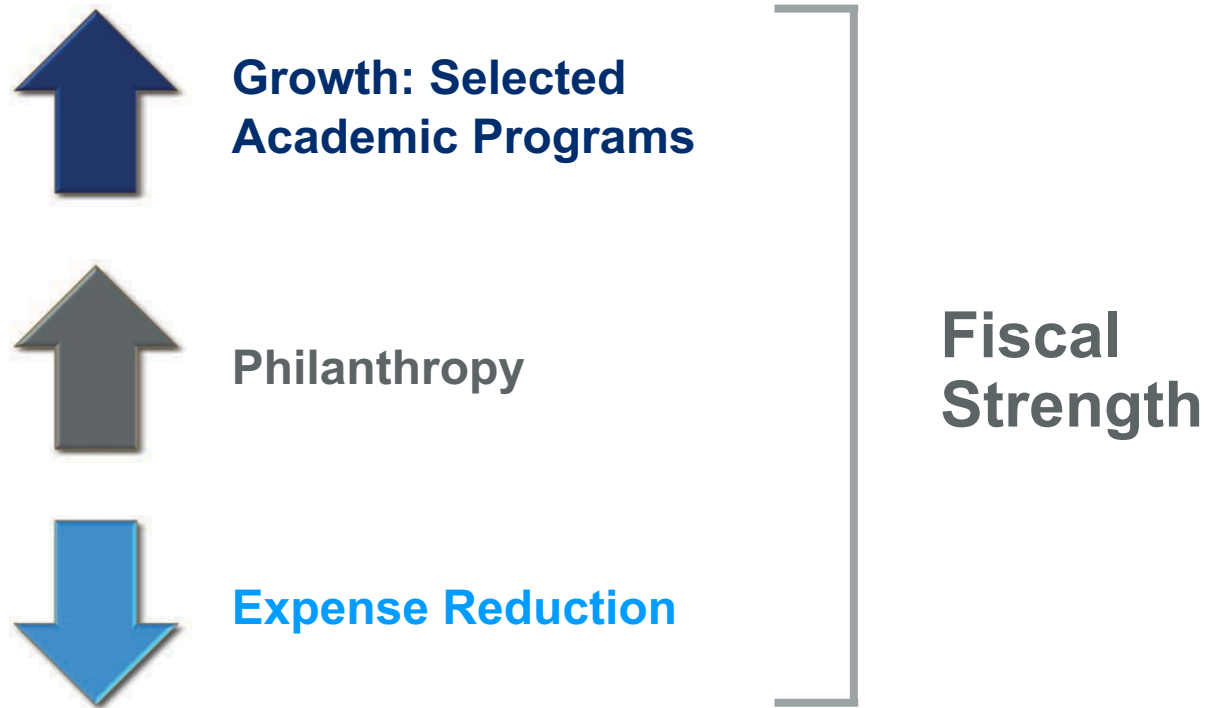 Growth: Selected
Academic Programs
Philanthropy
Expense Reduction
Fiscal
Strength